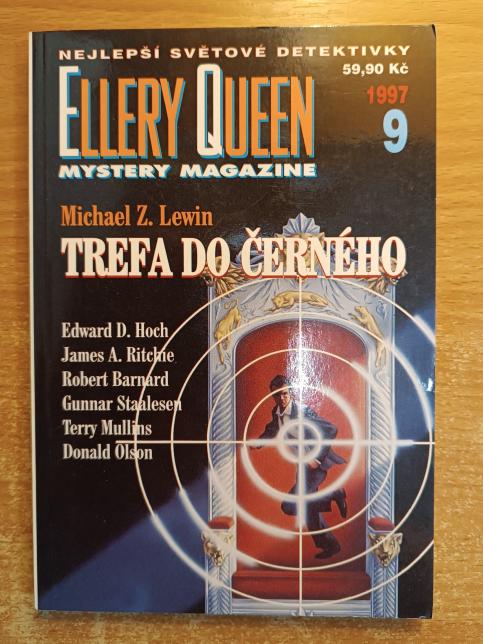 NEJLEPŠÍ SVĚTOVÉ DETEKTIVKY
59,90 Kč
ELLERY QUEEN
1997
9
MYSTERY MAGAZINE
Michael Z. Lewin
TREFA DO ČERNÉHO
Edward D. Hoch
James A. Ritchie
Robert Barnard
Gunnar Staalesen
Terry Mullins
Donald Olson